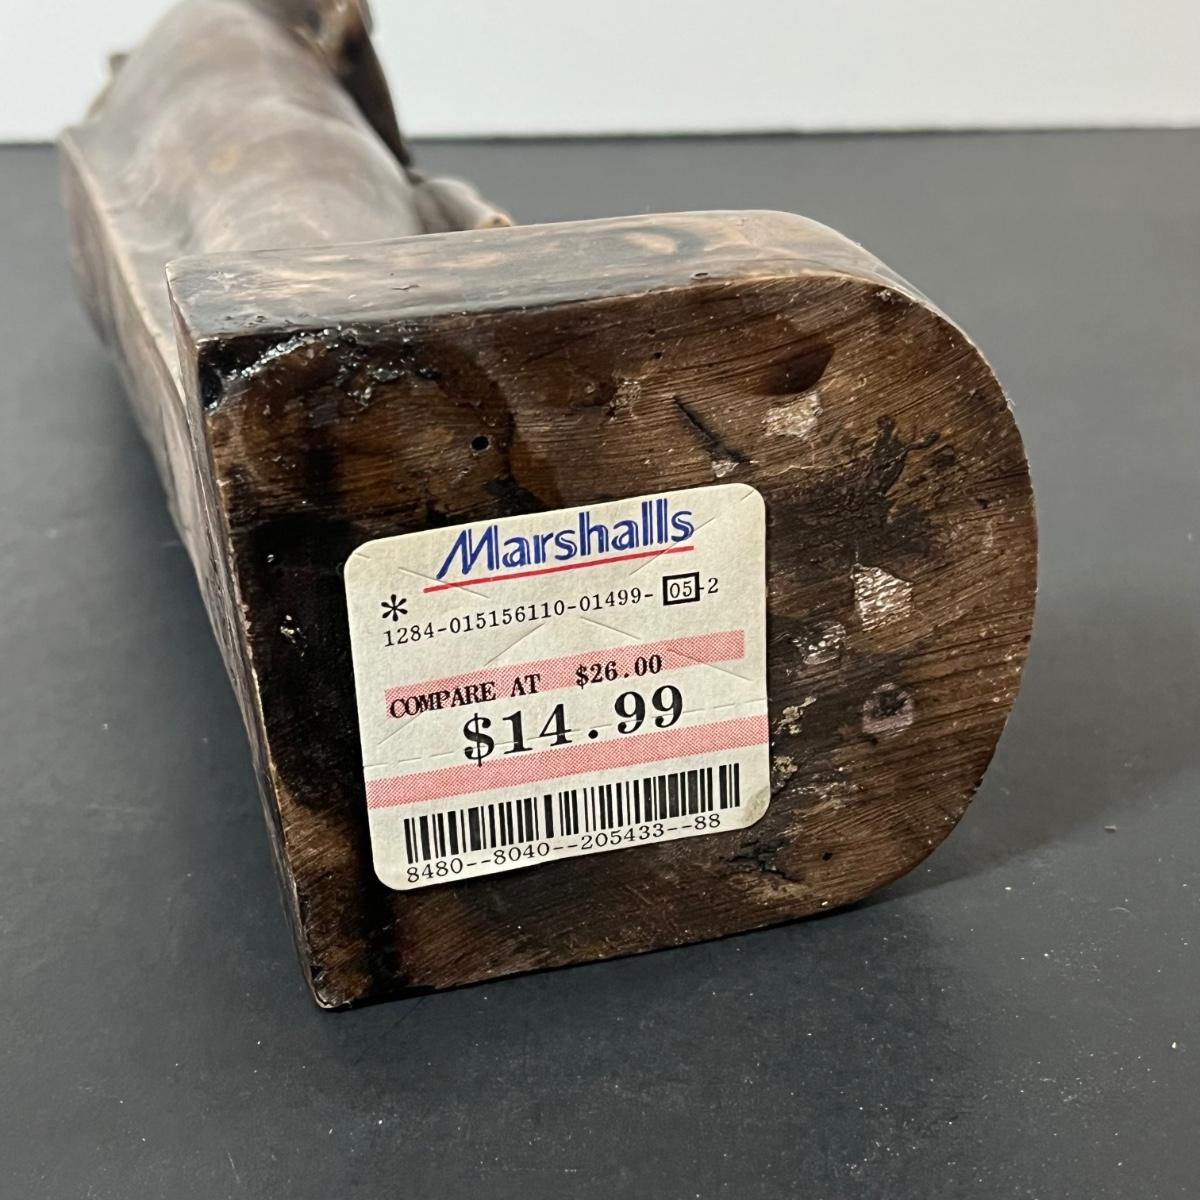 Marshalls
*
1284-015156110-01499- 05-2
COMPARE AT $26.00
$14.99
8480--8040--205433--88